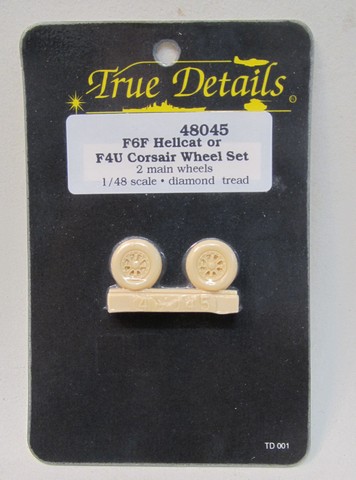 True Details
48045
F6F Hellcat or
F4U Corsair Wheel Set
2 main wheels
1/48 scale • diamond tread
TD 001